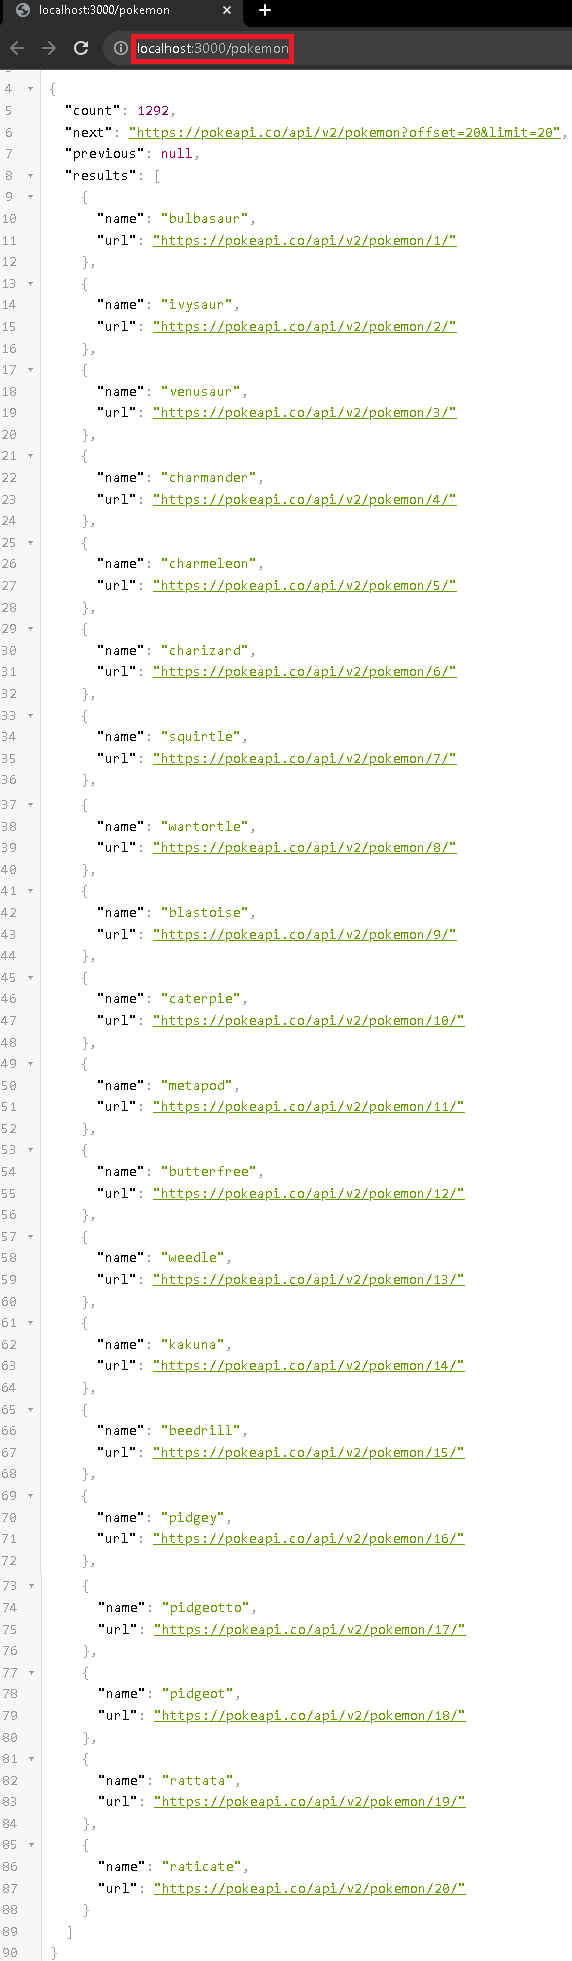 localhost:3000/pokemon
localhost:3000/pokemon
4 {
5 "count": 1292,
6 "next": "https://pokeapi.co/api/v2/pokemon?offset=20&limit=20",
7 "previous": null,
8 "results": [
9 {
10 "name": "bulbasaur",
11 "url": "https://pokeapi.co/api/v2/pokemon/1/"
12 },
13 {
14 "name": "ivysaur",
15 "url": "https://pokeapi.co/api/v2/pokemon/2/"
16 },
17 {
18 "name": "venusaur",
19 "url": "https://pokeapi.co/api/v2/pokemon/3/"
20 },
21 {
22 "name": "charmander",
23 "url": "https://pokeapi.co/api/v2/pokemon/4/"
24 },
25 {
26 "name": "charmeleon",
27 "url": "https://pokeapi.co/api/v2/pokemon/5/"
28 },
29 {
30 "name": "charizard",
31 "url": "https://pokeapi.co/api/v2/pokemon/6/"
32 },
33 {
34 "name": "squirtle",
35 "url": "https://pokeapi.co/api/v2/pokemon/7/"
36 },
37 {
38 "name": "wartortle",
39 "url": "https://pokeapi.co/api/v2/pokemon/8/"
40 },
41 {
42 "name": "blastoise",
43 "url": "https://pokeapi.co/api/v2/pokemon/9/"
44 },
45 {
46 "name": "caterpie",
47 "url": "https://pokeapi.co/api/v2/pokemon/10/"
48 },
49 {
50 "name": "metapod",
51 "url": "https://pokeapi.co/api/v2/pokemon/11/"
52 },
53 {
54 "name": "butterfree",
55 "url": "https://pokeapi.co/api/v2/pokemon/12/"
56 },
57 {
58 "name": "weedle",
59 "url": "https://pokeapi.co/api/v2/pokemon/13/"
60 },
61 {
62 "name": "kakuna",
63 "url": "https://pokeapi.co/api/v2/pokemon/14/"
64 },
65 {
66 "name": "beedrill",
67 "url": "https://pokeapi.co/api/v2/pokemon/15/"
68 },
69 {
70 "name": "pidgey",
71 "url": "https://pokeapi.co/api/v2/pokemon/16/"
72 },
73 {
74 "name": "pidgeotto",
75 "url": "https://pokeapi.co/api/v2/pokemon/17/"
76 },
77 {
78 "name": "pidgeot",
79 "url": "https://pokeapi.co/api/v2/pokemon/18/"
80 },
81 {
82 "name": "rattata",
83 "url": "https://pokeapi.co/api/v2/pokemon/19/"
84 },
85 {
86 "name": "raticate",
87 "url": "https://pokeapi.co/api/v2/pokemon/20/"
88 }
89 ]
90 }